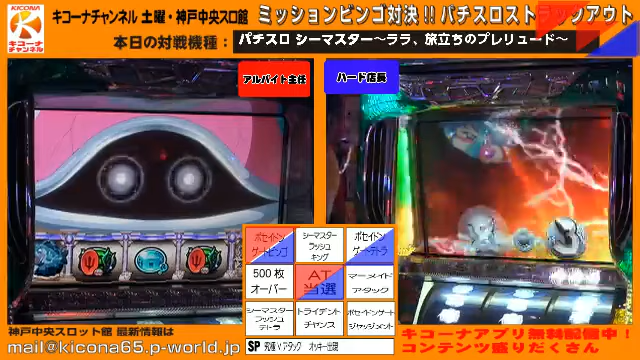 KICONA
キコーナ
チャンネル
キコーナチャンネル 土曜・神戸中央スロ館
ミッションビンゴ対決!!パチスロストラックアウト
本日の対戦機種:
パチスロ シーマスター~ララ、旅立ちのプレリュード~
アルバイト主任
ハード店長
ポセイドン
ゲートビンゴ
シーマスター
ラッシュ
キング
ポセイドン
ゲートテトラ
500枚
オーバー
AT
当選
マーメイド
アタック
シーマスター
ラッシュ
テトラ
トライデント
チャンス
ポセイドンゲート
ジャッジメント
SP
神戸中央スロット館 最新情報は
mail@kicona65.p-world.jp
キコーナアプリ無料配信中!
コンテンツ盛りだくさん